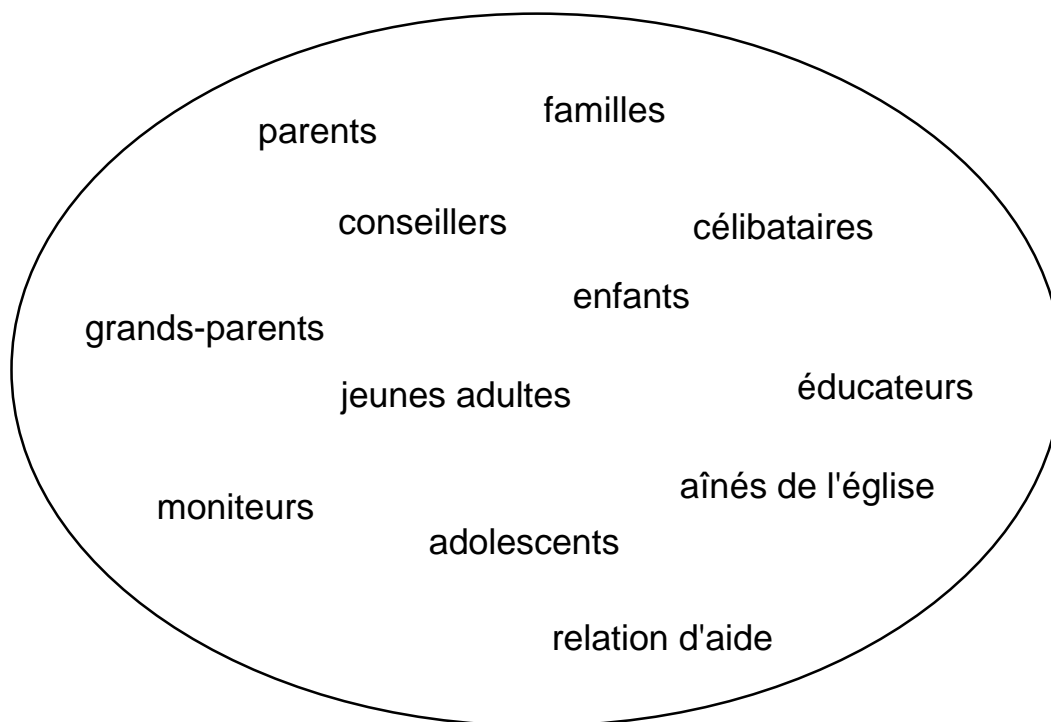 familles
parents
conseillers
célibataires
enfants
grands-parents
jeunes adultes
éducateurs
aînés de l'église
moniteurs
adolescents
relation d'aide